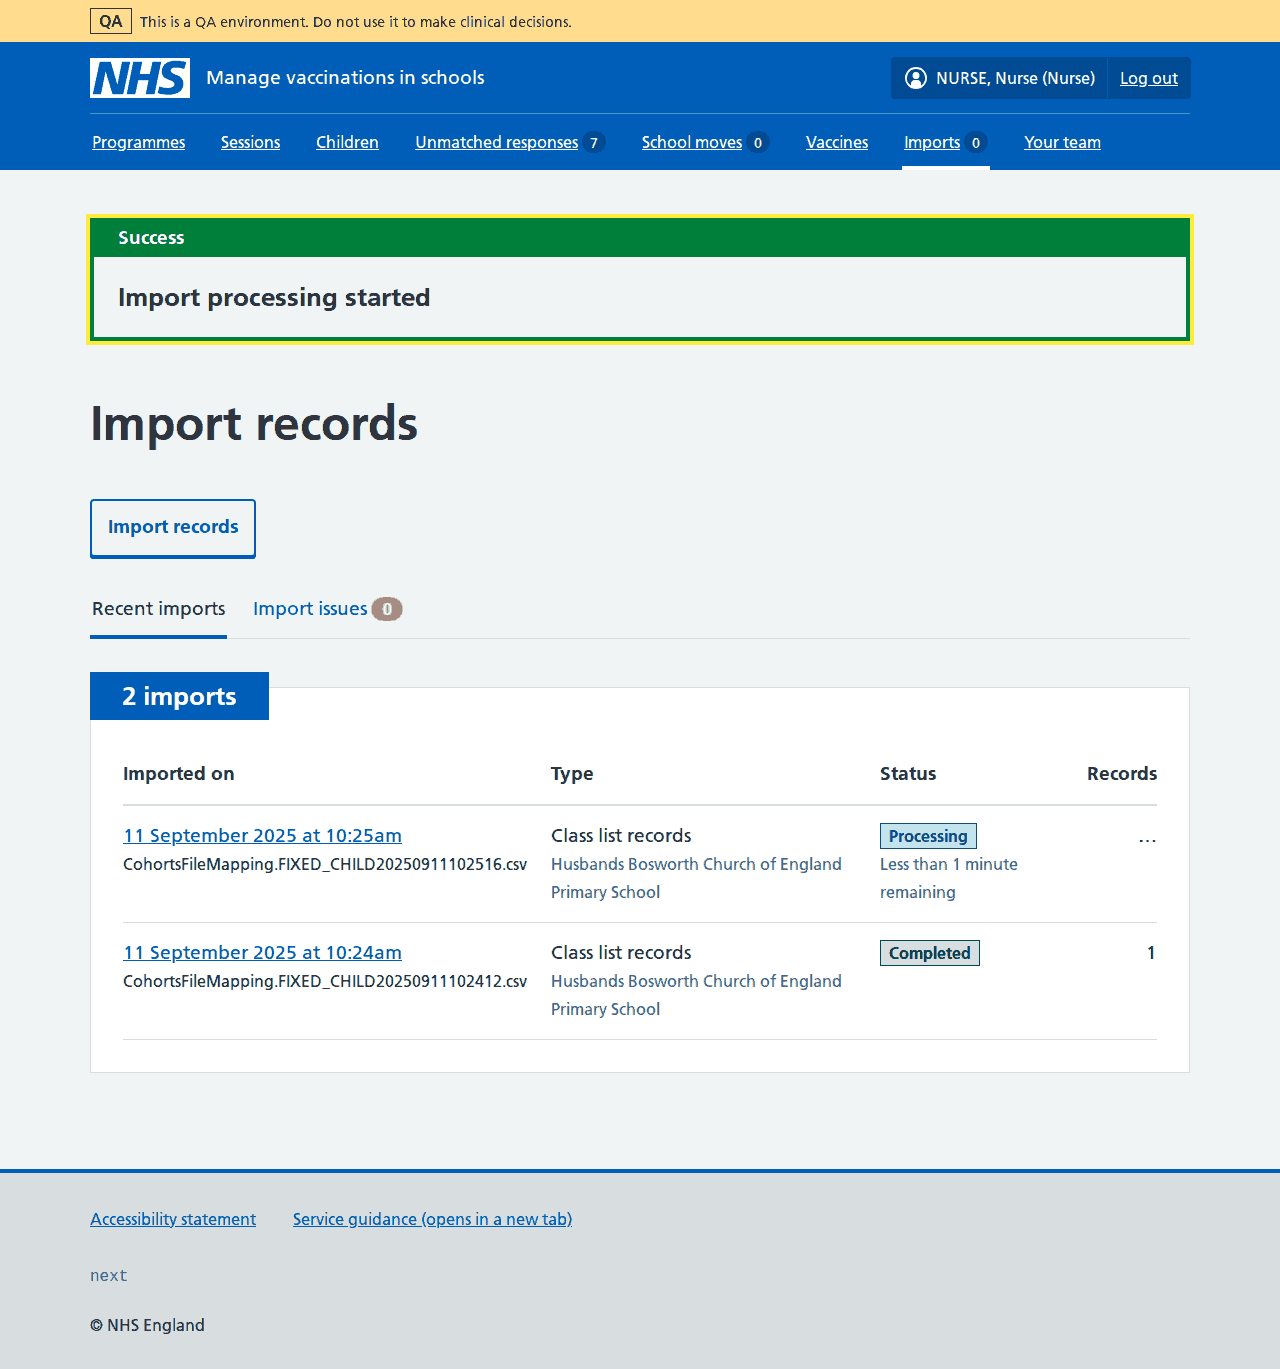 QA This is a QA environment. Do not use it to make clinical decisions.
NHS Manage vaccinations in schools
NURSE, Nurse (Nurse) Log out
Programmes Sessions Children Unmatched responses 7 School moves 0 Vaccines Imports 0 Your team
Success
Import processing started
Import records
Import records
Recent imports Import issues 0
2 imports
Imported on Type Status Records
11 September 2025 at 10:25am Class list records Processing ...
CohortsFileMapping.FIXED_CHILD20250911102516.csv Husbands Bosworth Church of England Less than 1 minute
Primary School remaining
11 September 2025 at 10:24am Class list records Completed 1
CohortsFileMapping.FIXED_CHILD20250911102412.csv Husbands Bosworth Church of England
Primary School
Accessibility statement Service guidance (opens in a new tab)
next
© NHS England